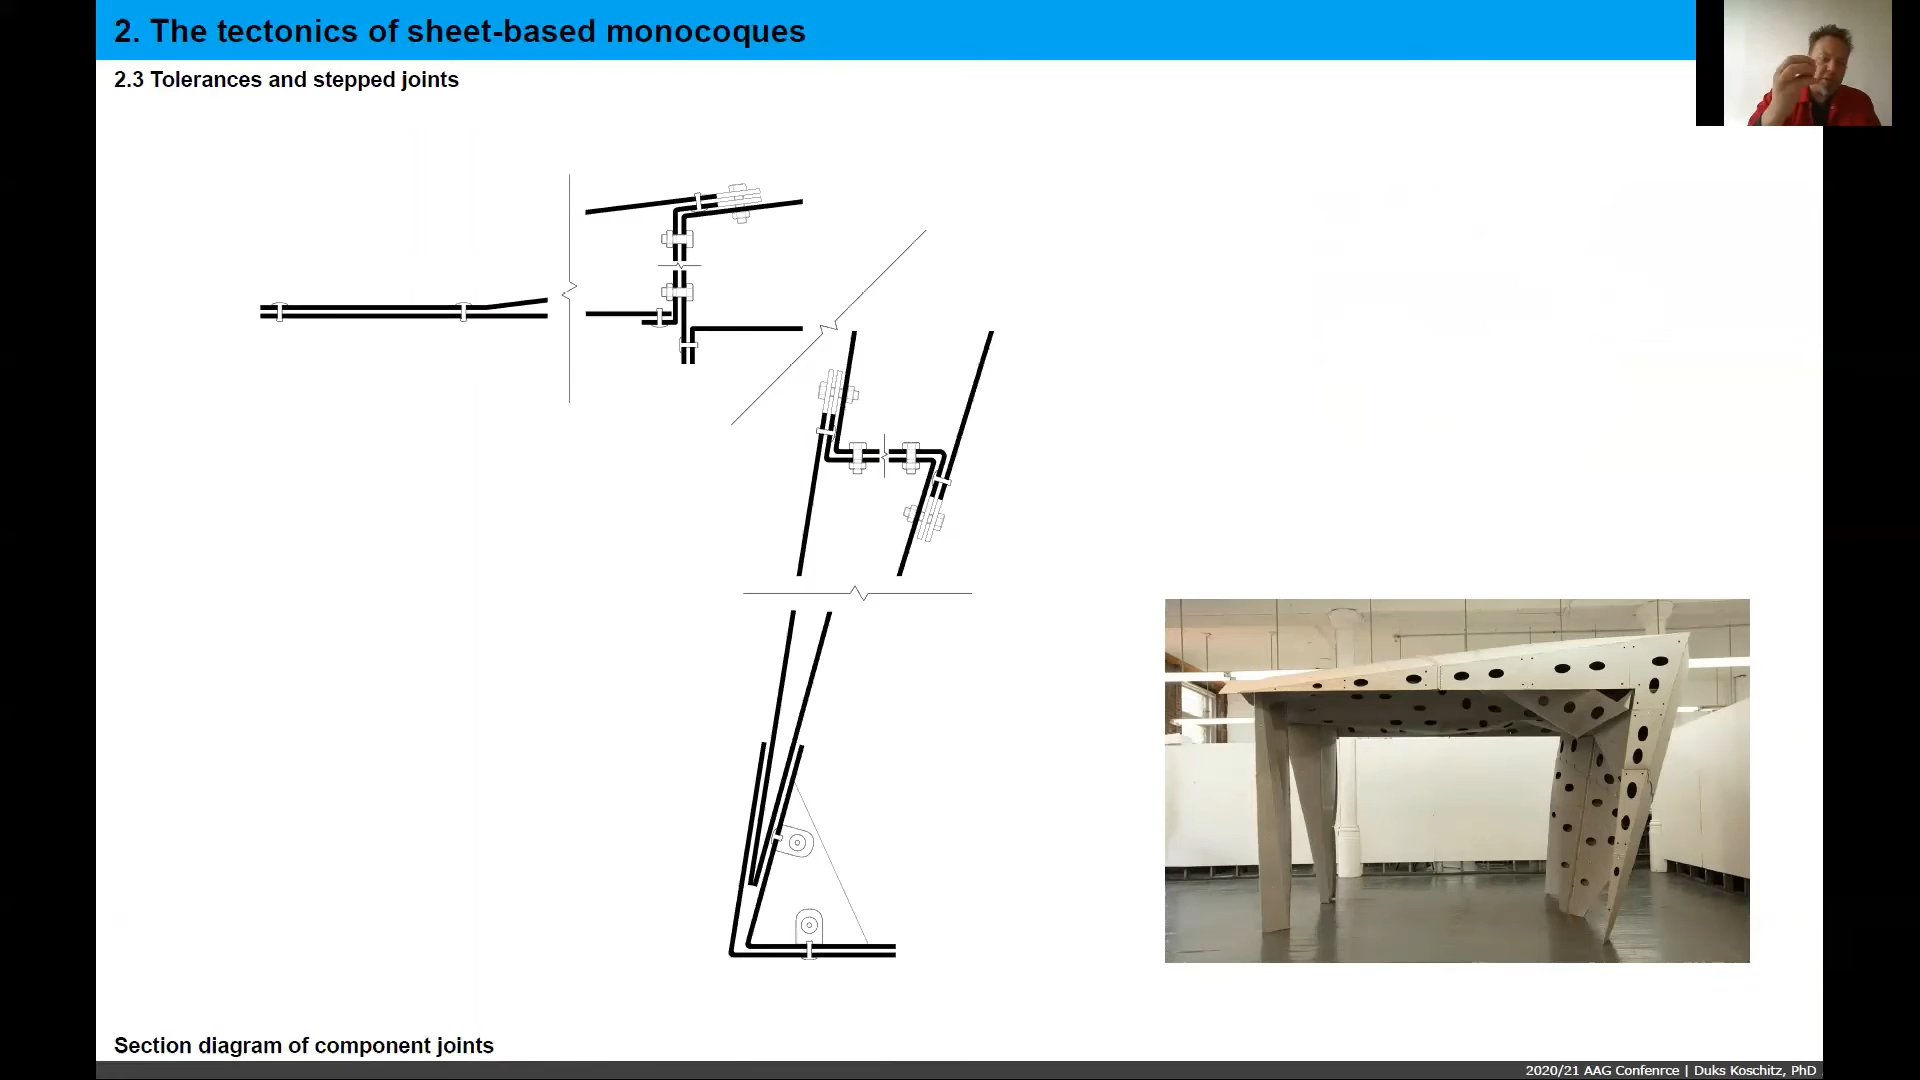 2. The tectonics of sheet-based monocoques
2.3 Tolerances and stepped joints
Section diagram of component joints
2020/21 AAG Confenrce | Duks Koschitz, PhD